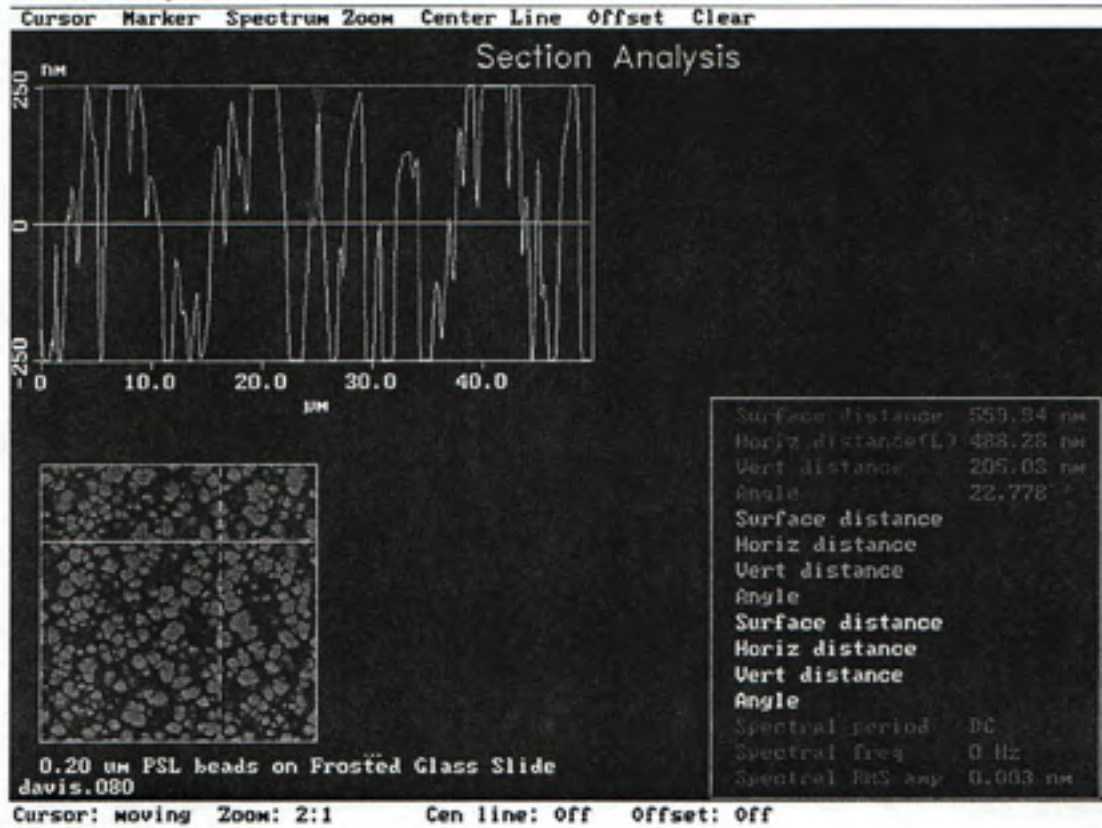 Cursor Marker Spectrum Zoom Center Line Offset Clear
Section Analysis
nM
250
0
-250
0 10.0 20.0 30.0 40.0
µM
Surface distance 559.84 nM
Horiz distance(L) 488.28 nM
Vert distance 205.03 nM
Angle 22.778 °
Surface distance
Horiz distance
Vert distance
Angle
Surface distance
Horiz distance
Vert distance
Angle
Spectral period DC
Spectral freq 0 Hz
Spectral RMS amp 0.003 nM
0.20 uM PSL beads on Frosted Glass Slide
davis.080
Cursor: moving Zoom: 2:1 Cen line: Off Offset: Off